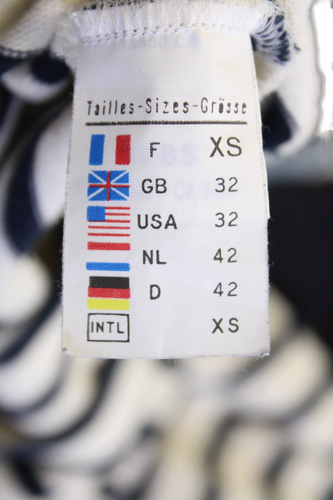 Tailles-Sizes-Grösse
F XS
GB 32
USA 32
NL 42
D 42
INTL XS